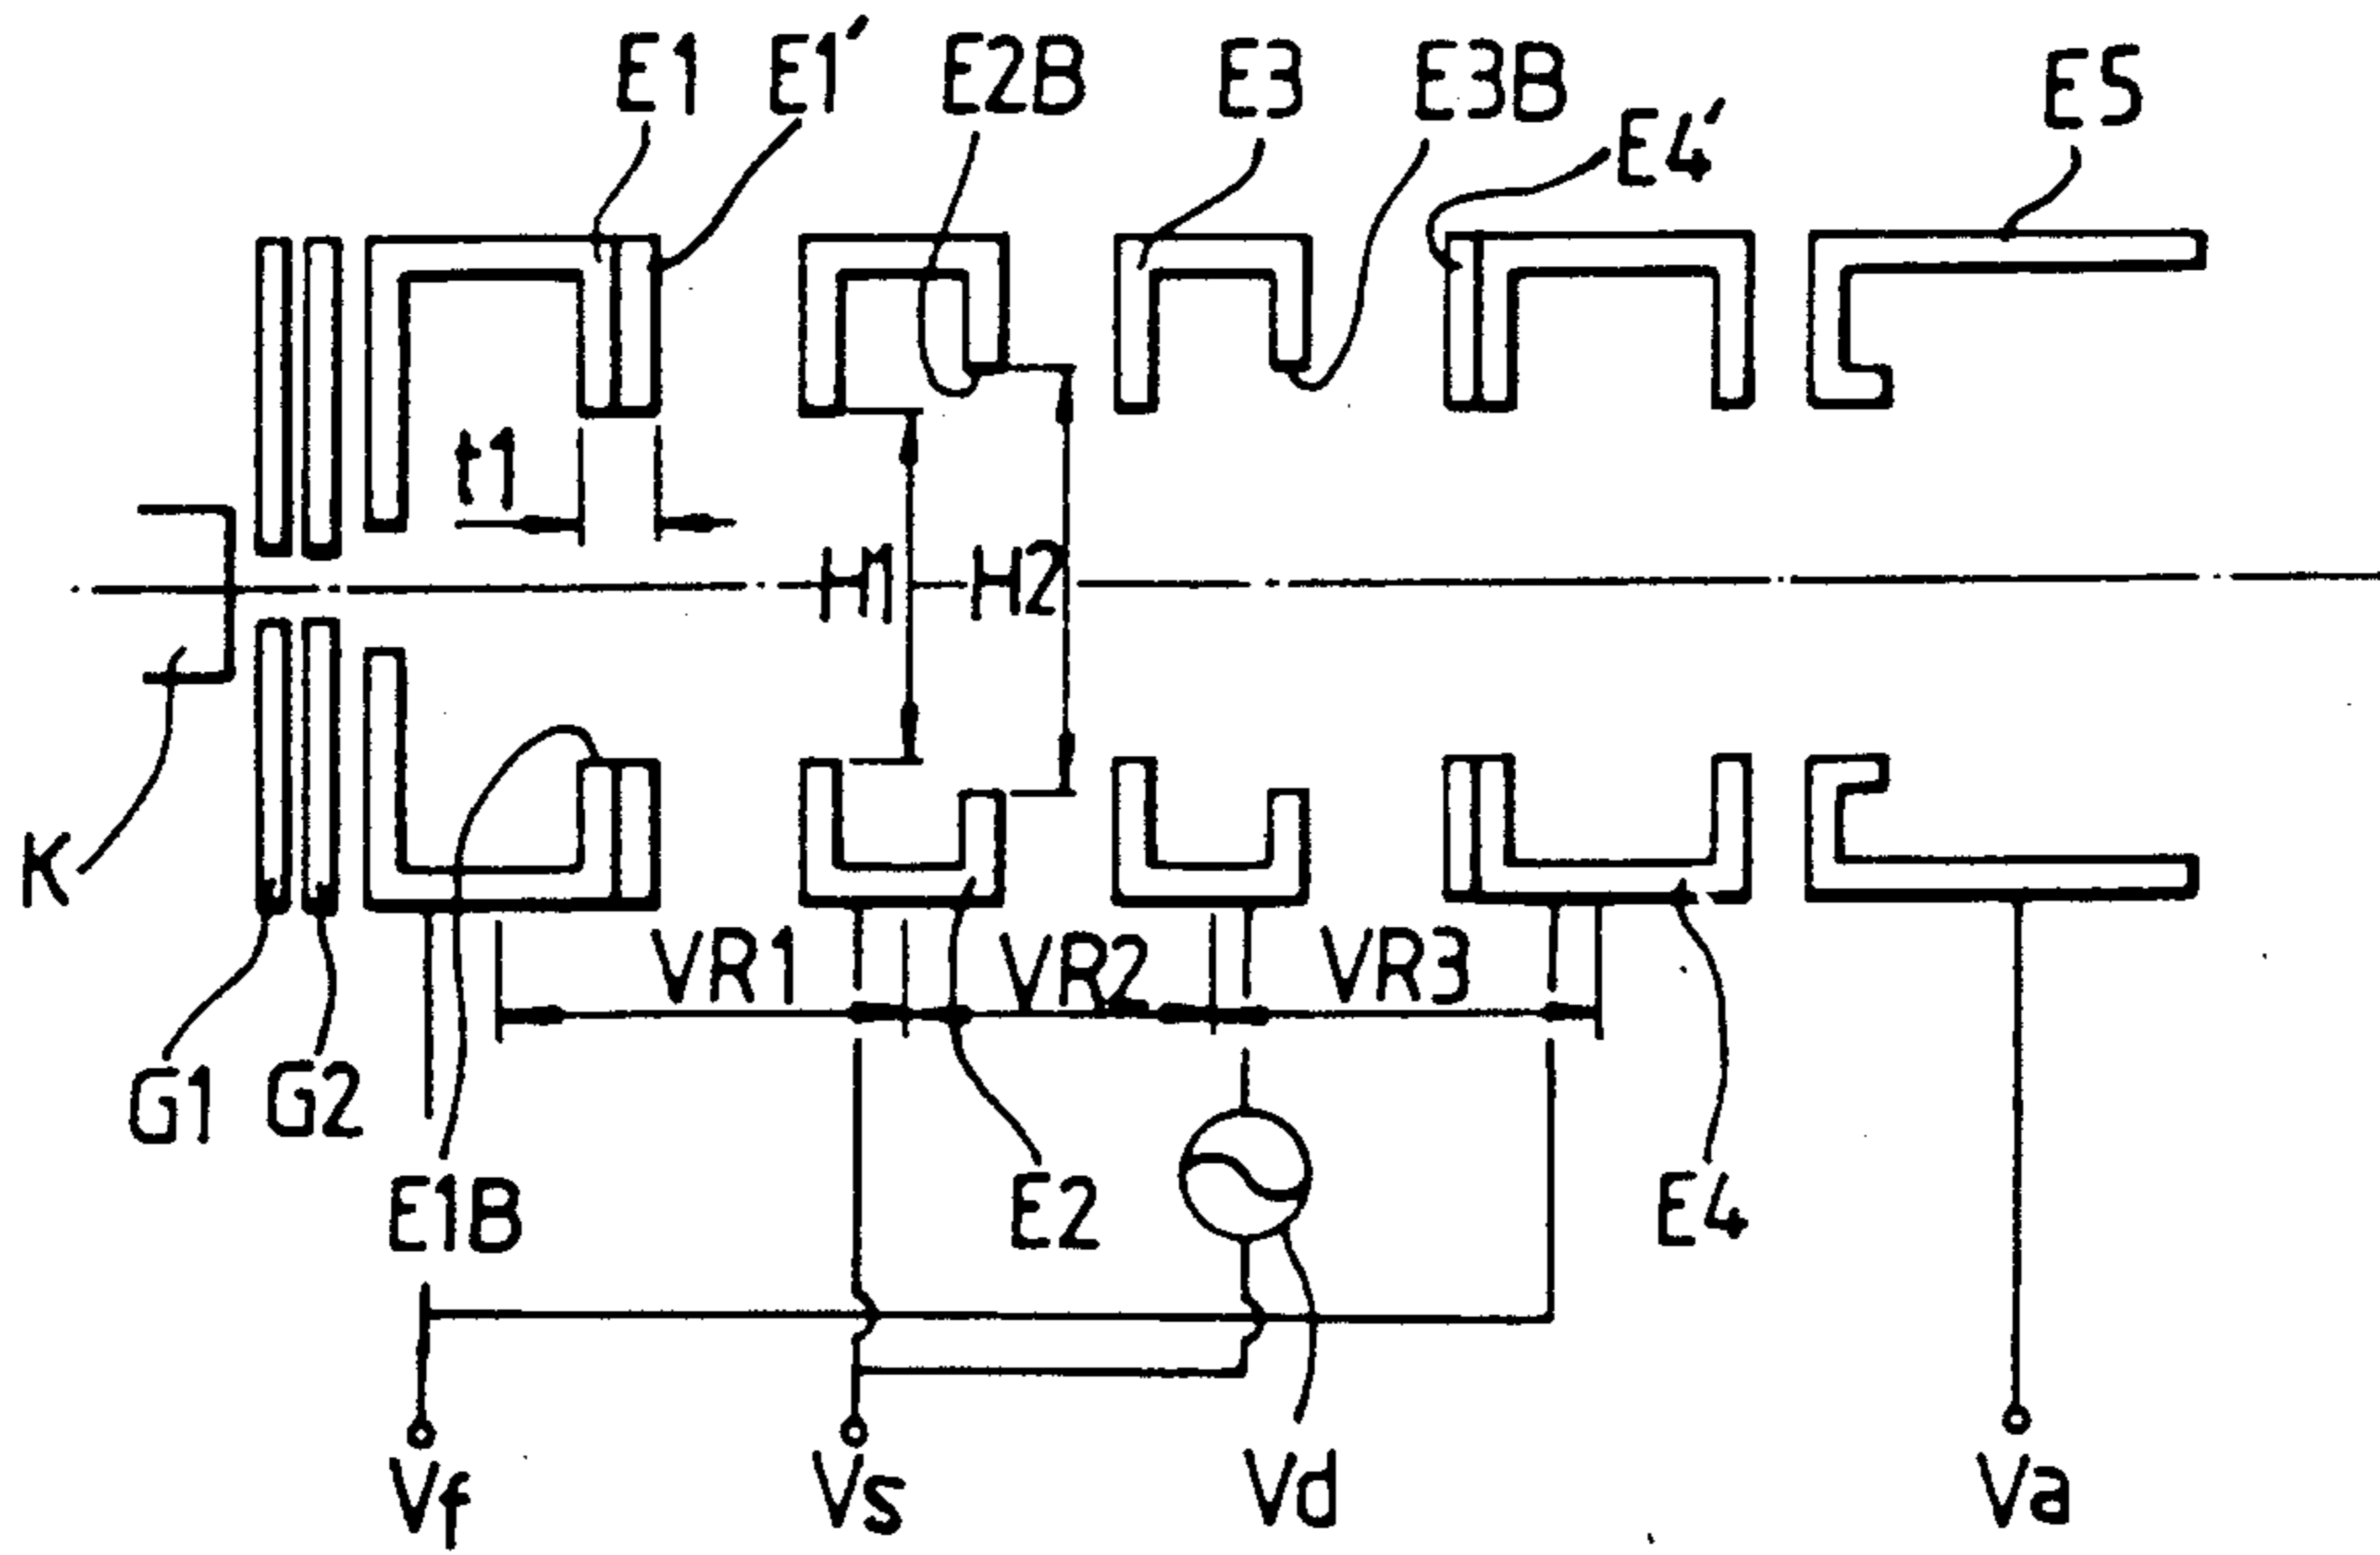 E1 E1′ E2B E3 E3B E4′ E5
t1
H1 H2
K
VR1 VR2 VR3
G1 G2
E1B E2 E4
Vf Vs Vd Va